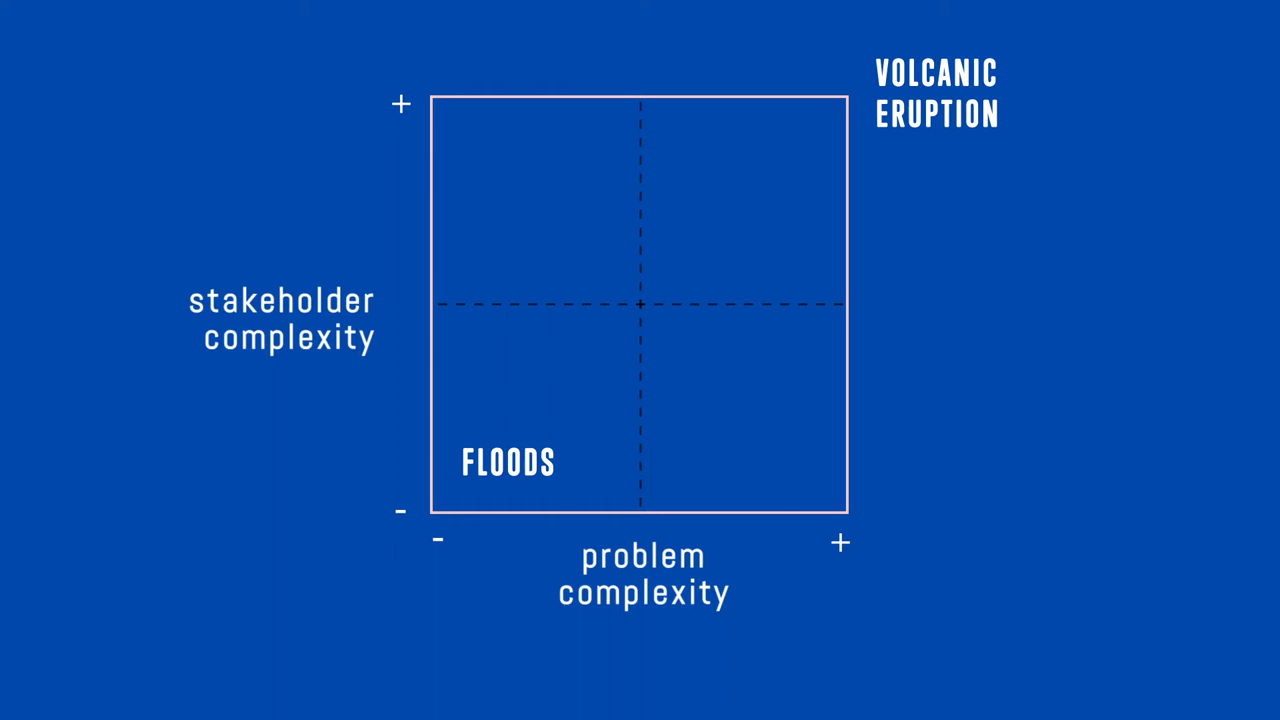 VOLCANIC
ERUPTION
+
stakeholder
complexity
FLOODS
-
-
+
problem
complexity